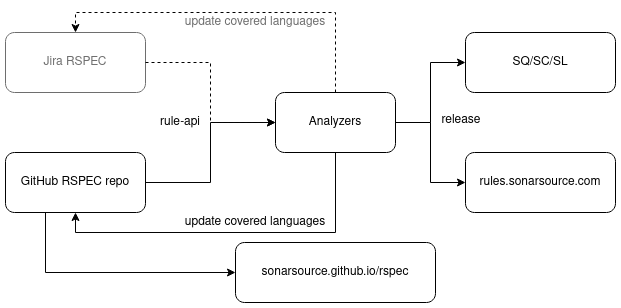 update covered languages
Jira RSPEC
SQ/SC/SL
rule-api
Analyzers
release
GitHub RSPEC repo
rules.sonarsource.com
update covered languages
sonarsource.github.io/rspec